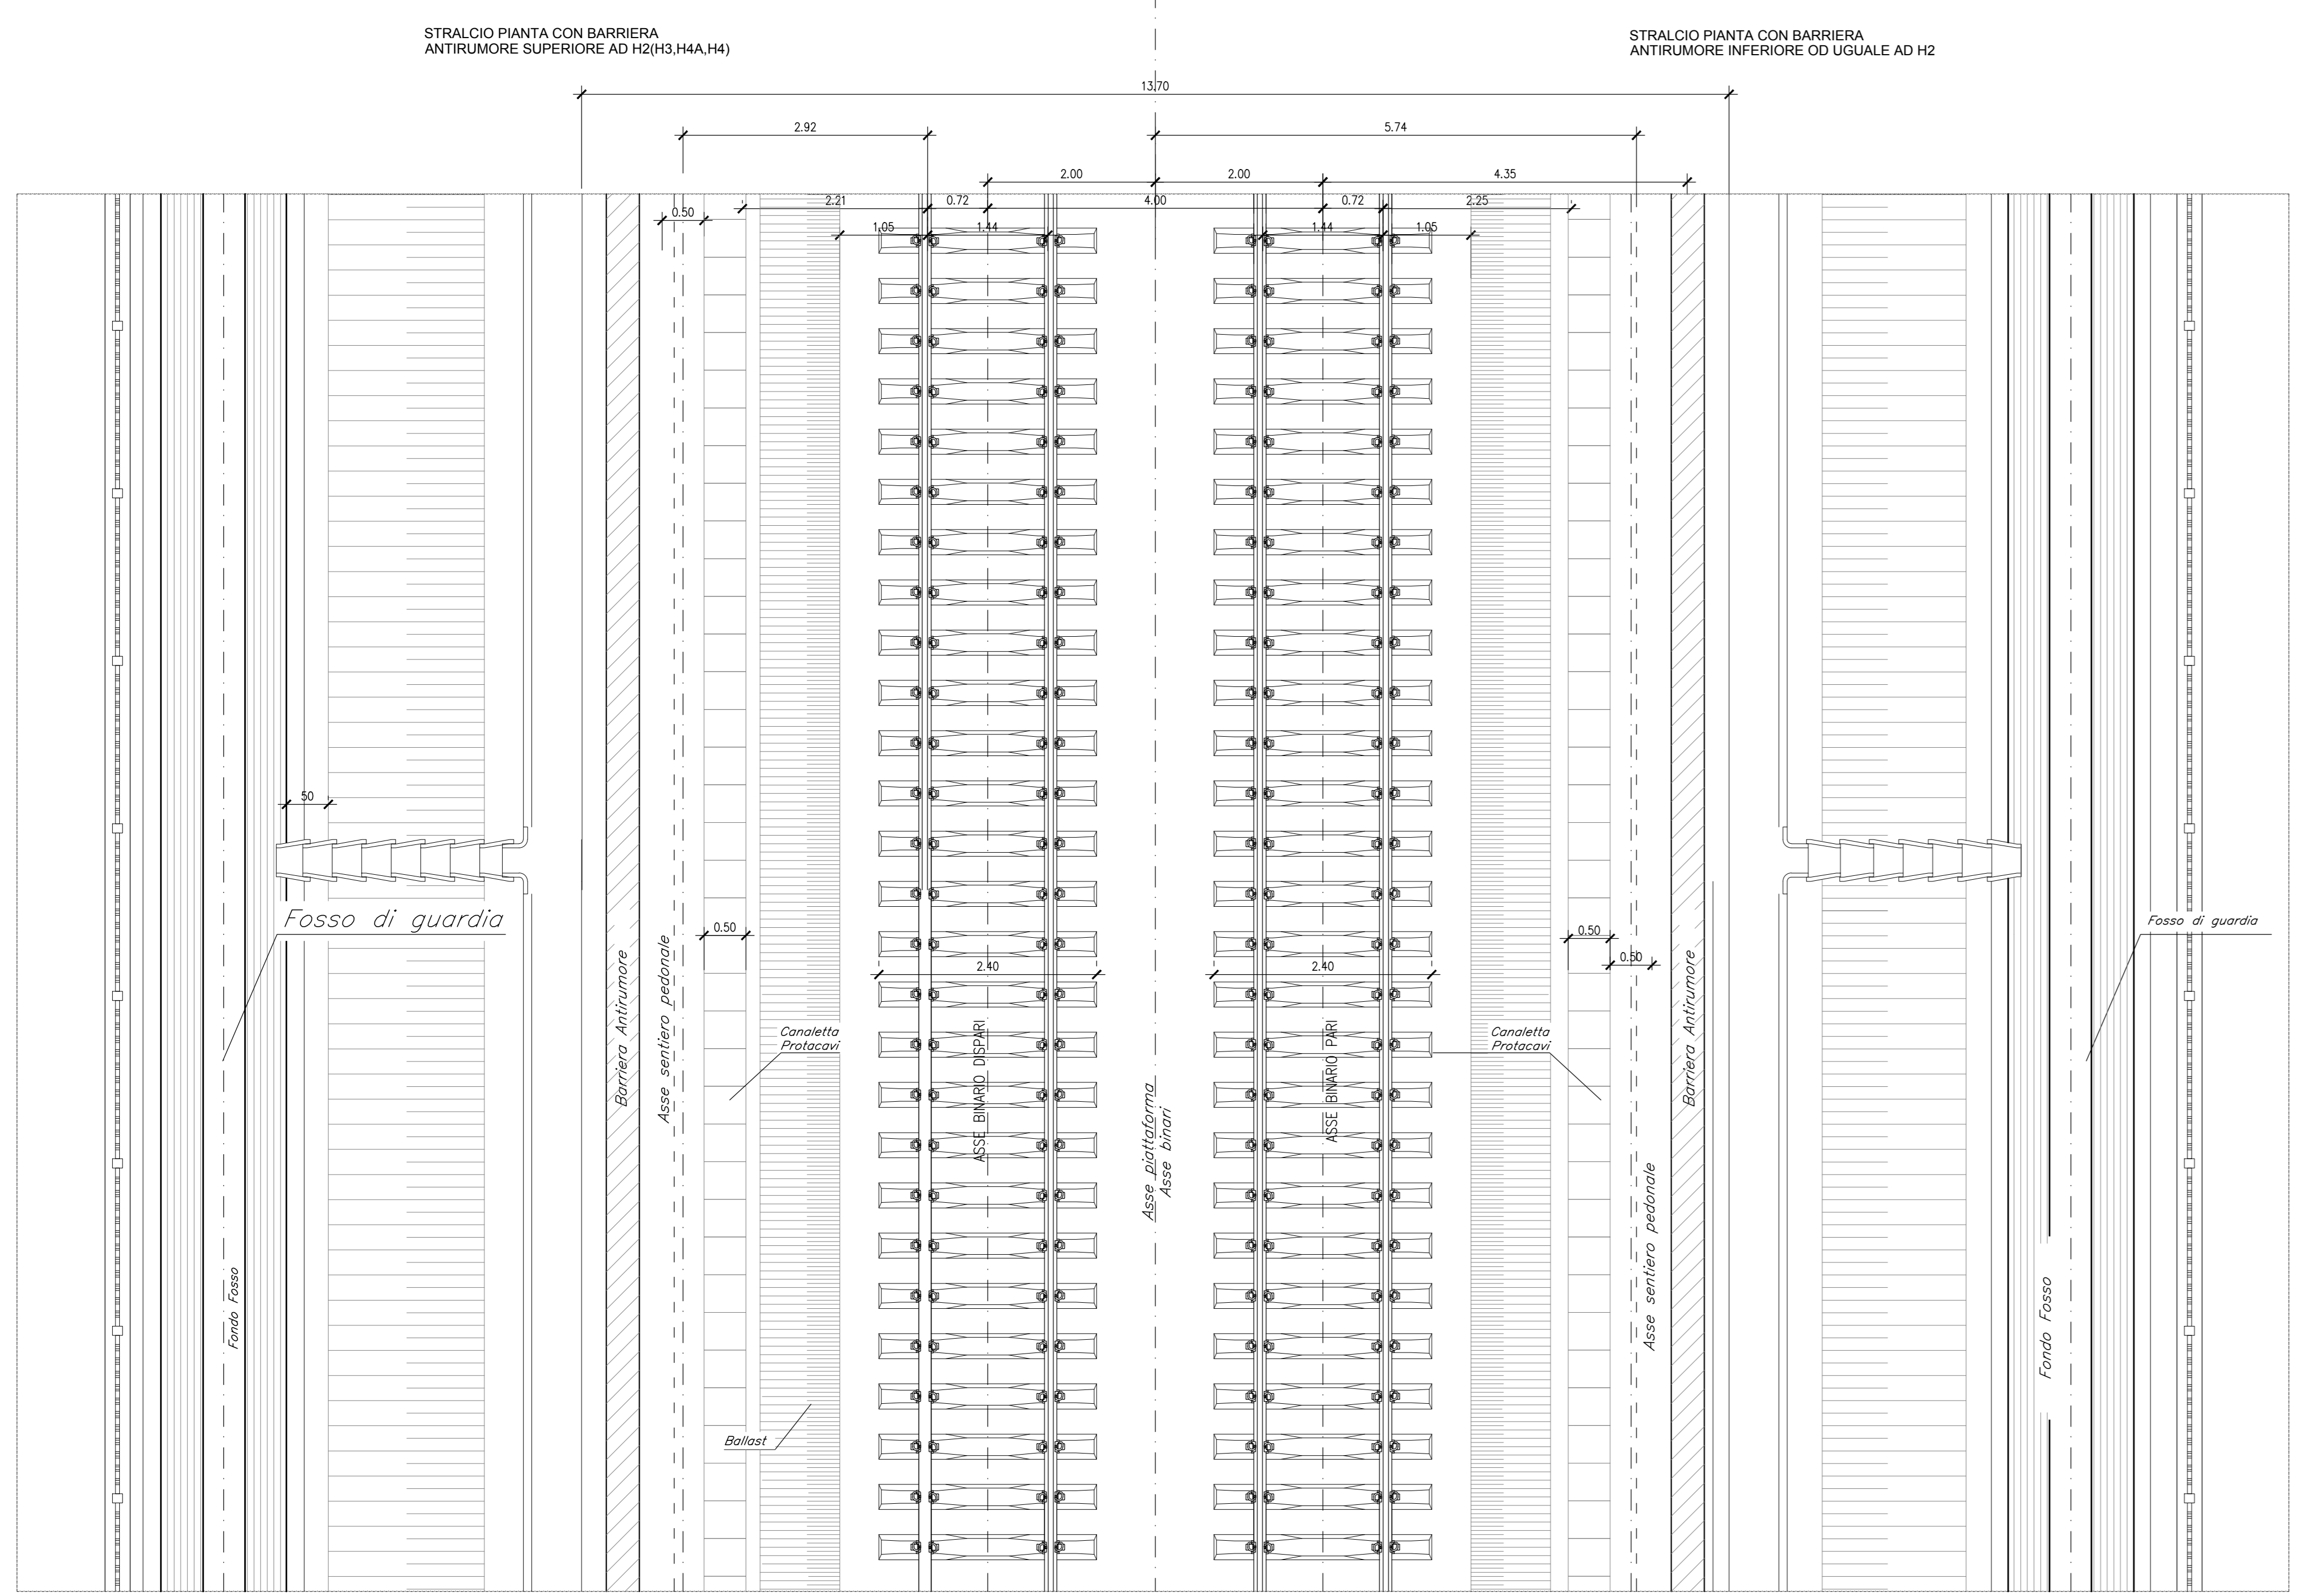 STRALCIO PIANTA CON BARRIERA
ANTIRUMORE SUPERIORE AD H2(H3,H4A,H4)
STRALCIO PIANTA CON BARRIERA
ANTIRUMORE INFERIORE OD UGUALE AD H2
13.70
2.92
5.74
2.00
2.00
4.35
2.21
0.72
4.00
0.72
2.25
0.50
1.05
1.44
1.44
1.05
50
Fosso di guardia
Fosso di guardia
0.50
0.50
0.50
2.40
2.40
Barriera Antirumore
Asse sentiero pedonale
Canaletta
Protacavi
ASSE BINARIO DISPARI
Asse piattaforma
Asse binari
ASSE BINARIO PARI
Canaletta
Protacavi
Barriera Antirumore
Asse sentiero pedonale
Fondo Fosso
Fondo Fosso
Ballast